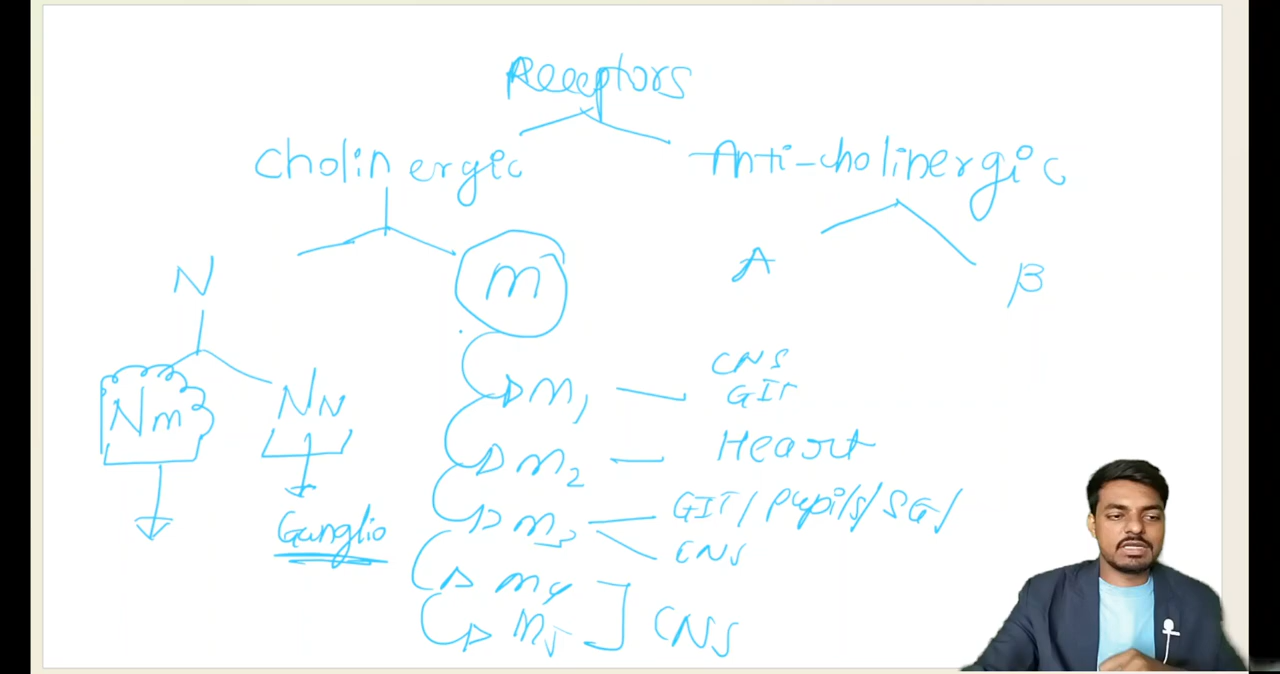 Receptors
Cholinergic Anti-cholinergic
N M A β
Nm NN
M1 CNS
GIT
M2 Heart
M3 GIT/Pupils/SG/
CNS
Ganglio
M4
M5 CNS